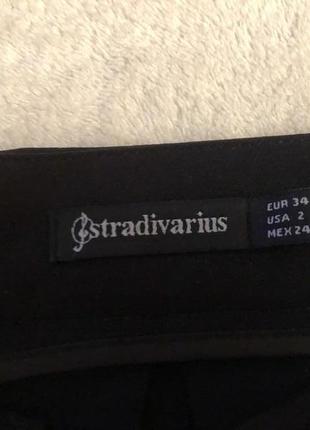 stradivarius
EUR 34
USA 2
MEX 24